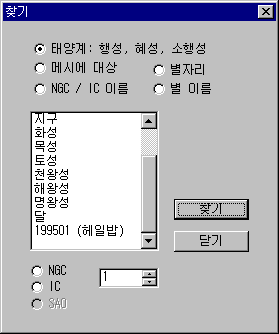 찾기
태양계: 행성, 혜성, 소행성
메시에 대상
별자리
NGC / IC 이름
별 이름
지구
화성
목성
토성
천왕성
해왕성
명왕성
달
199501 (헤일밥)
찾기
닫기
NGC
IC
SAO
1